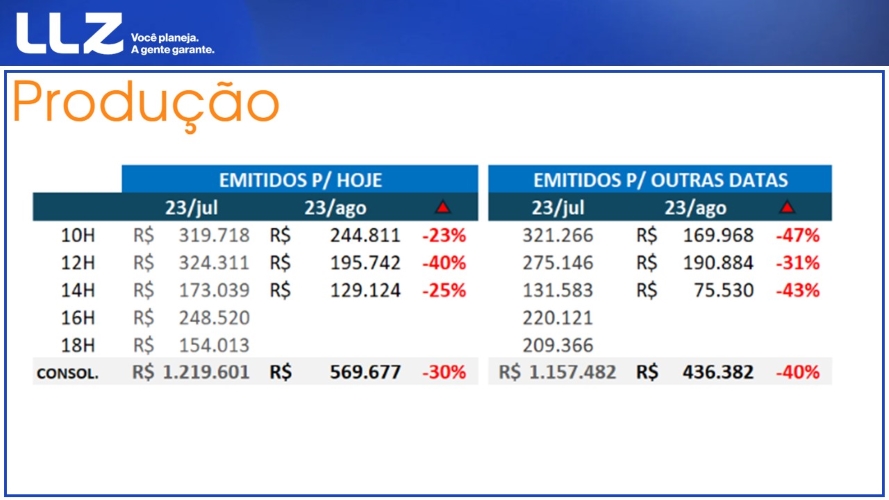 LLZ Você planeja.
A gente garante.
Produção
EMITIDOS P/ HOJE EMITIDOS P/ OUTRAS DATAS
23/jul 23/ago 23/jul 23/ago
10H R$ 319.718 R$ 244.811 -23% 321.266 R$ 169.968 -47%
12H R$ 324.311 R$ 195.742 -40% 275.146 R$ 190.884 -31%
14H R$ 173.039 R$ 129.124 -25% 131.583 R$ 75.530 -43%
16H R$ 248.520 220.121
18H R$ 154.013 209.366
CONSOL. R$ 1.219.601 R$ 569.677 -30% R$ 1.157.482 R$ 436.382 -40%